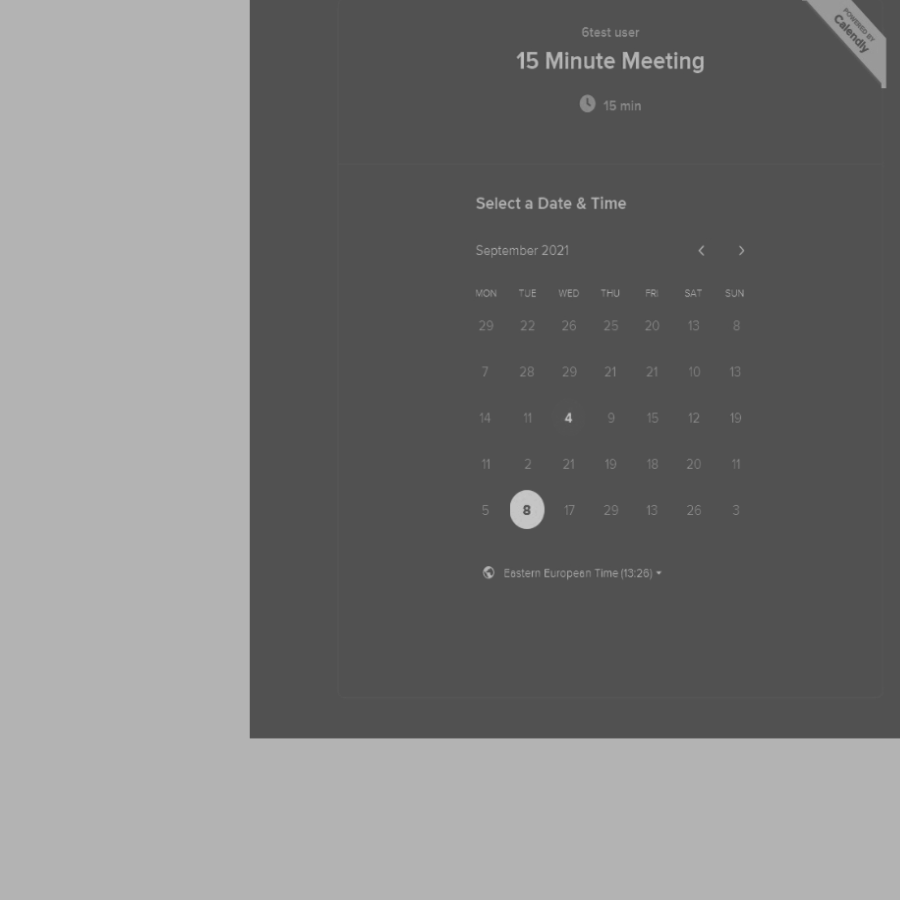 POWERED BY
Calendly
6test user
15 Minute Meeting
15 min
Select a Date & Time
September 2021
MON TUE WED THU FRI SAT SUN
29 22 26 25 20 13 8
7 28 29 21 21 10 13
14 11 4 9 15 12 19
11 2 21 19 18 20 11
5 8 17 29 13 26 3
Eastern European Time (13:26)